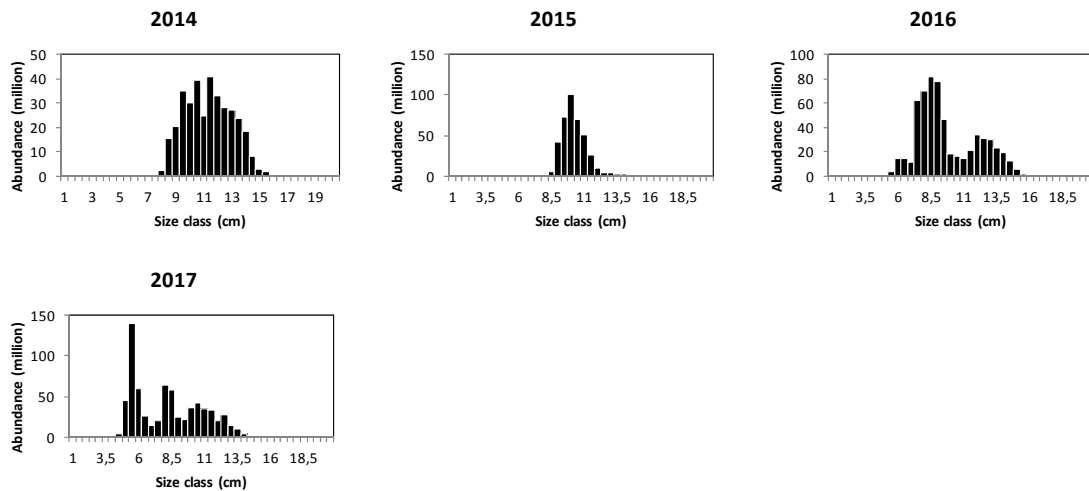 2014
50
40
30
20
10
0
Abundance (million)
1 3 5 7 9 11 13 15 17 19
Size class (cm)
2015
150
100
50
0
Abundance (million)
1 3,5 6 8,5 11 13,5 16 18,5
Size class (cm)
2016
100
80
60
40
20
0
Abundance (million)
1 3,5 6 8,5 11 13,5 16 18,5
Size class (cm)
2017
150
100
50
0
Abundance (million)
1 3,5 6 8,5 11 13,5 16 18,5
Size class (cm)